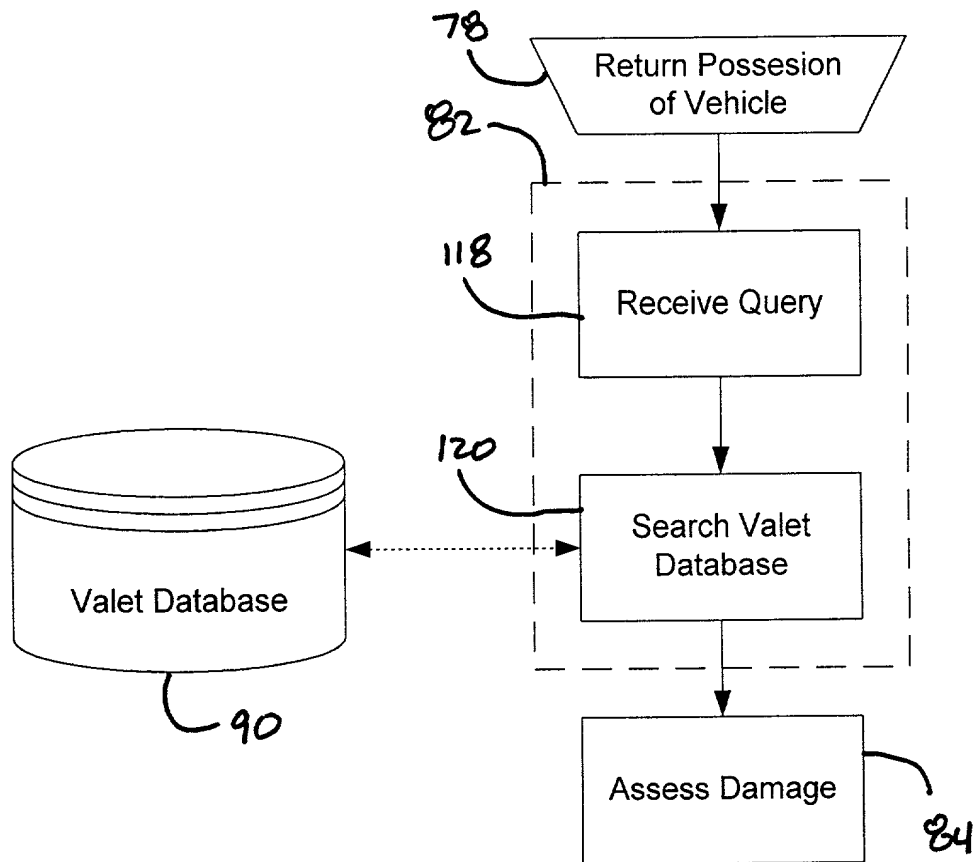 78
Return Possesion
of Vehicle
82
118
Receive Query
120
Search Valet
Database
Valet Database
90
Assess Damage
84